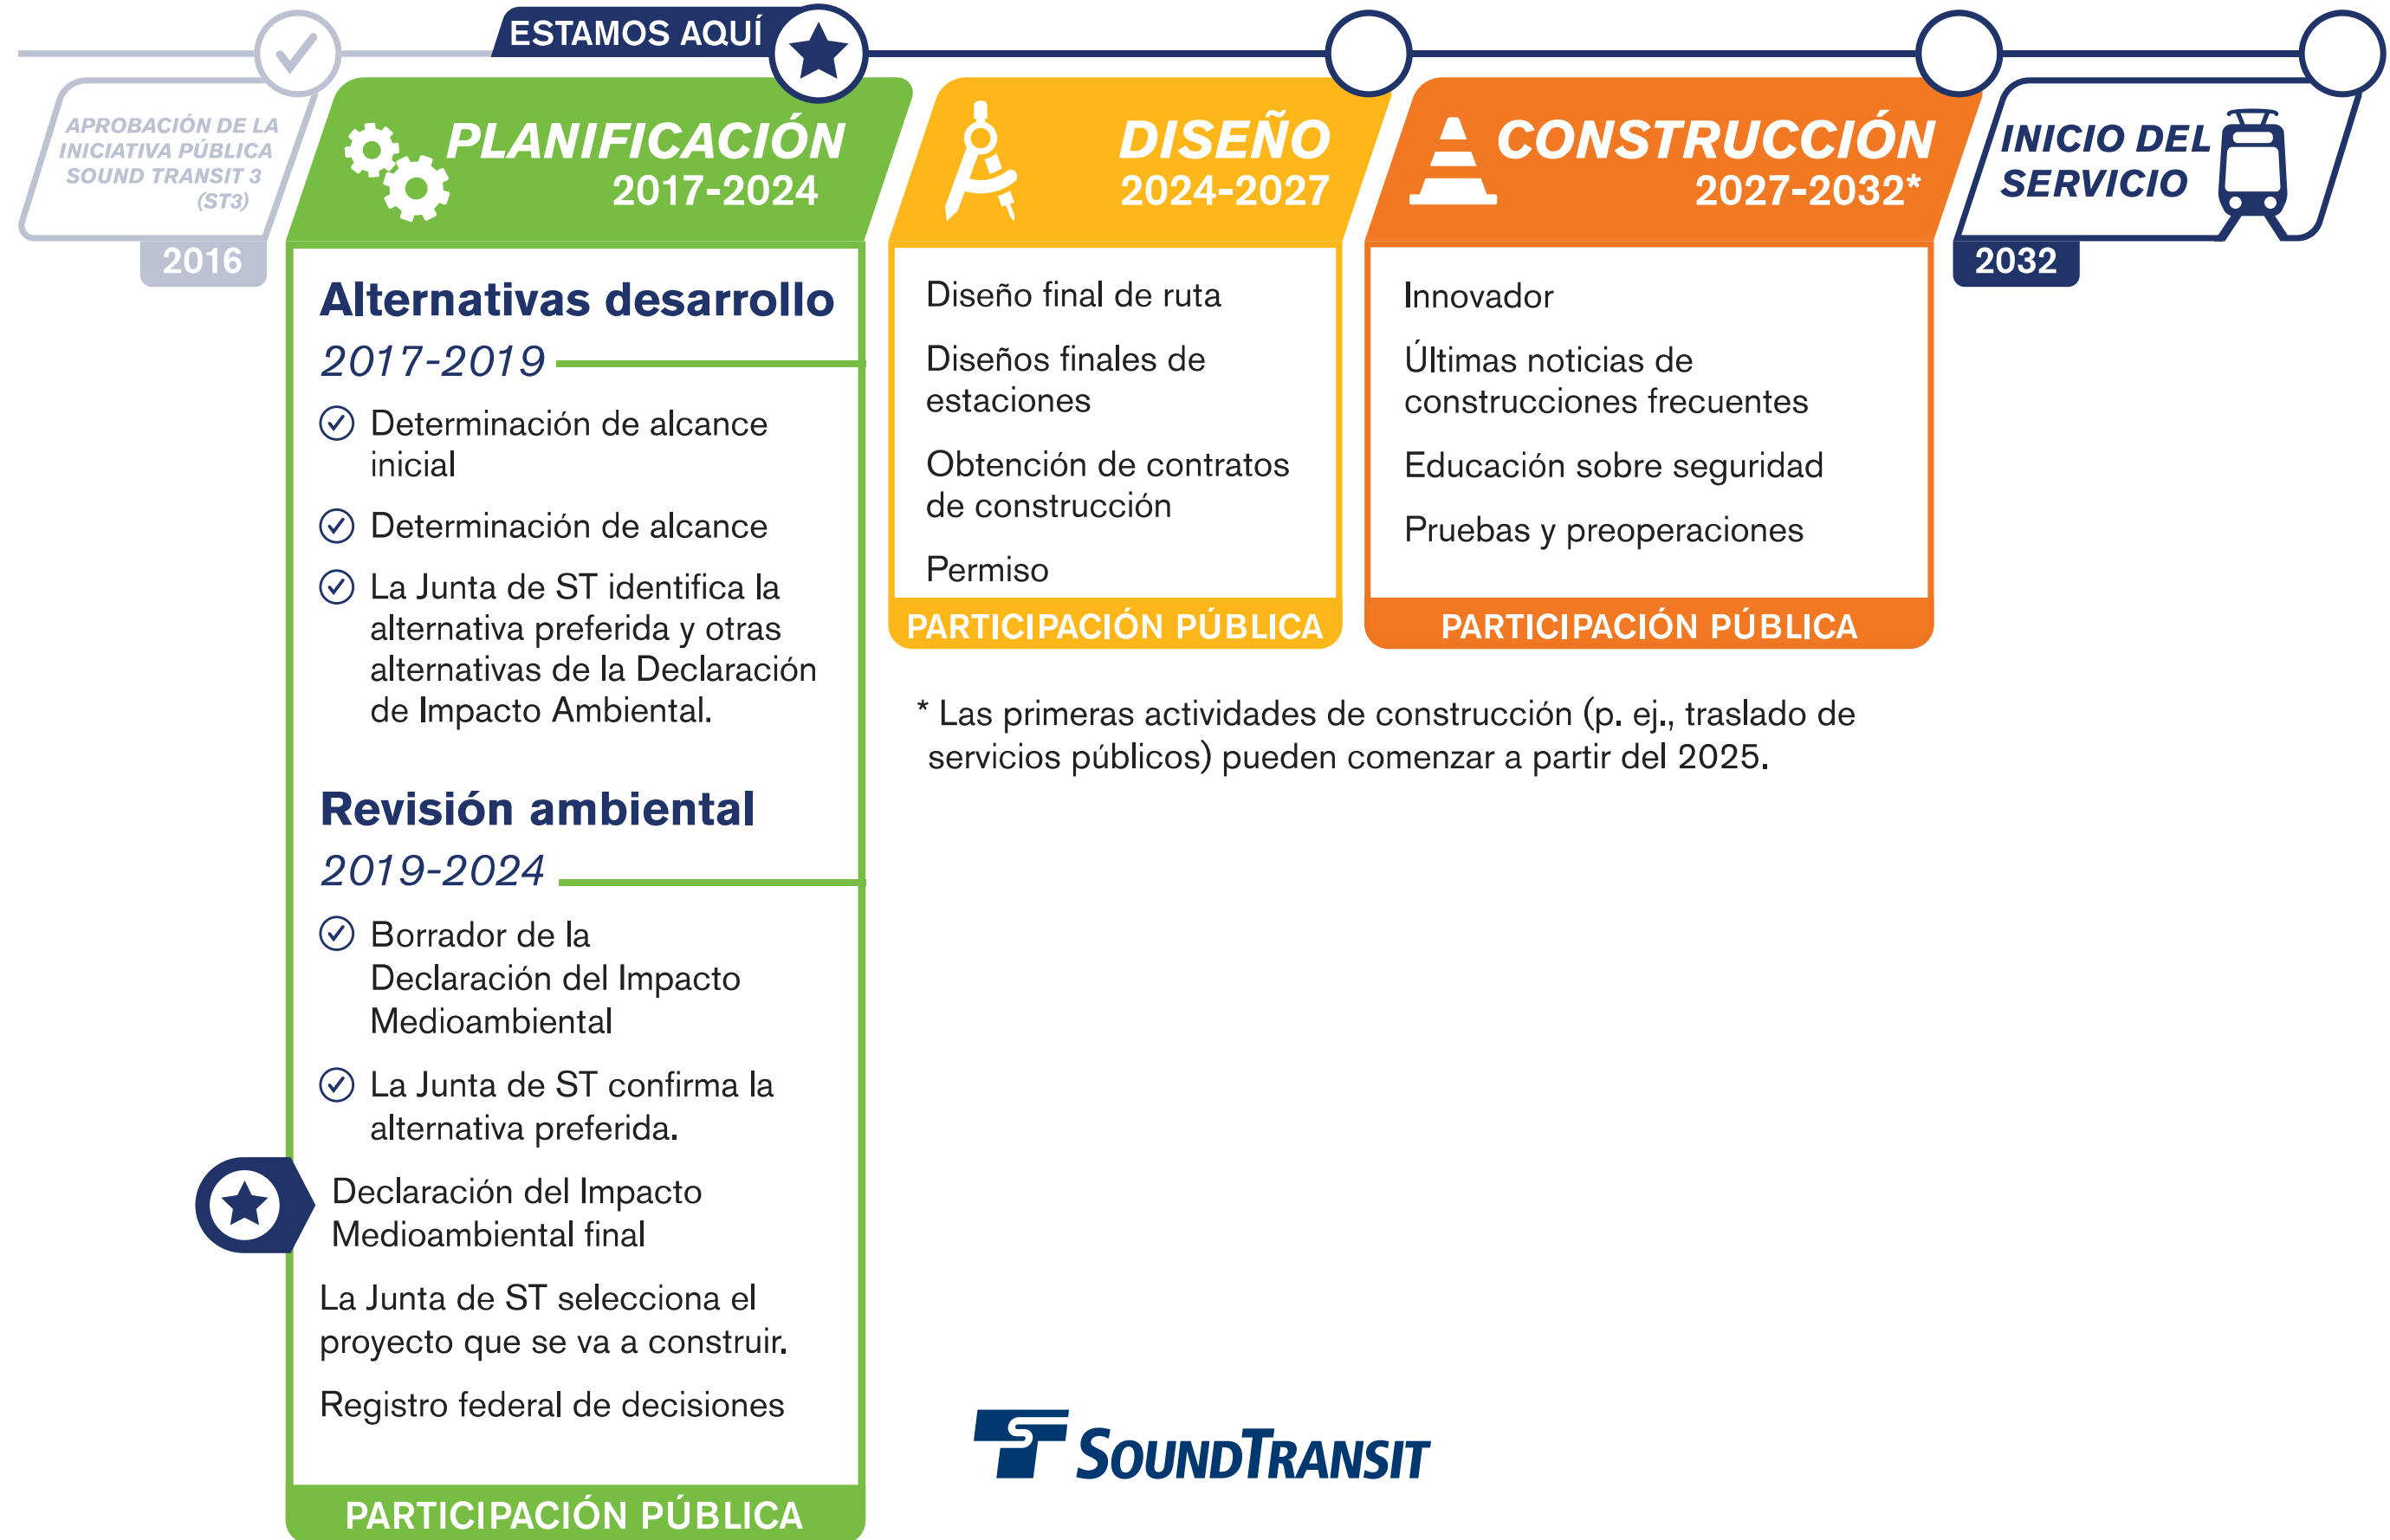 ESTAMOS AQUÍ
APROBACIÓN DE LA
INICIATIVA PÚBLICA
SOUND TRANSIT 3
(ST3)
2016
PLANIFICACIÓN
2017-2024
Alternativas desarrollo
2017-2019
Determinación de alcance
inicial
Determinación de alcance
La Junta de ST identifica la
alternativa preferida y otras
alternativas de la Declaración
de Impacto Ambiental.
Revisión ambiental
2019-2024
Borrador de la
Declaración del Impacto
Medioambiental
La Junta de ST confirma la
alternativa preferida.
Declaración del Impacto
Medioambiental final
La Junta de ST selecciona el
proyecto que se va a construir.
Registro federal de decisiones
PARTICIPACIÓN PÚBLICA
DISEÑO
2024-2027
Diseño final de ruta
Diseños finales de
estaciones
Obtención de contratos
de construcción
Permiso
PARTICIPACIÓN PÚBLICA
CONSTRUCCIÓN
2027-2032*
Innovador
Últimas noticias de
construcciones frecuentes
Educación sobre seguridad
Pruebas y preoperaciones
PARTICIPACIÓN PÚBLICA
INICIO DEL
SERVICIO
2032
* Las primeras actividades de construcción (p. ej., traslado de
servicios públicos) pueden comenzar a partir del 2025.
SOUNDTRANSIT